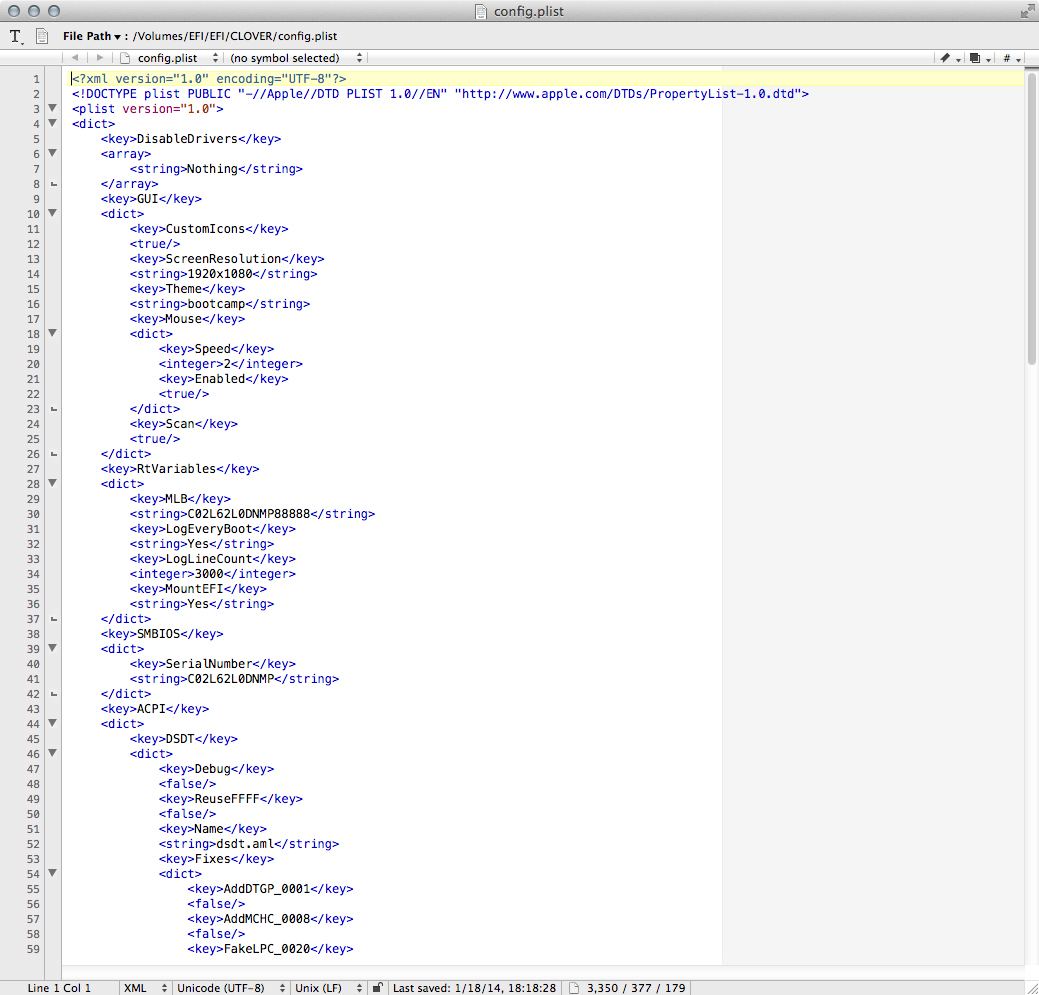 config.plist
File Path ▾ : /Volumes/EFI/EFI/CLOVER/config.plist
config.plist (no symbol selected) #
1 <?xml version="1.0" encoding="UTF-8"?>
2 <!DOCTYPE plist PUBLIC "-//Apple//DTD PLIST 1.0//EN" "http://www.apple.com/DTDs/PropertyList-1.0.dtd">
3 <plist version="1.0">
4 <dict>
5 <key>DisableDrivers</key>
6 <array>
7 <string>Nothing</string>
8 </array>
9 <key>GUI</key>
10 <dict>
11 <key>CustomIcons</key>
12 <true/>
13 <key>ScreenResolution</key>
14 <string>1920x1080</string>
15 <key>Theme</key>
16 <string>bootcamp</string>
17 <key>Mouse</key>
18 <dict>
19 <key>Speed</key>
20 <integer>2</integer>
21 <key>Enabled</key>
22 <true/>
23 </dict>
24 <key>Scan</key>
25 <true/>
26 </dict>
27 <key>RtVariables</key>
28 <dict>
29 <key>MLB</key>
30 <string>C02L62L0DNMP88888</string>
31 <key>LogEveryBoot</key>
32 <string>Yes</string>
33 <key>LogLineCount</key>
34 <integer>3000</integer>
35 <key>MountEFI</key>
36 <string>Yes</string>
37 </dict>
38 <key>SMBIOS</key>
39 <dict>
40 <key>SerialNumber</key>
41 <string>C02L62L0DNMP</string>
42 </dict>
43 <key>ACPI</key>
44 <dict>
45 <key>DSDT</key>
46 <dict>
47 <key>Debug</key>
48 <false/>
49 <key>ReuseFFFF</key>
50 <false/>
51 <key>Name</key>
52 <string>dsdt.aml</string>
53 <key>Fixes</key>
54 <dict>
55 <key>AddDTGP_0001</key>
56 <false/>
57 <key>AddMCHC_0008</key>
58 <false/>
59 <key>FakeLPC_0020</key>
Line 1 Col 1 XML Unicode (UTF-8) Unix (LF) Last saved: 1/18/14, 18:18:28 3,350 / 377 / 179